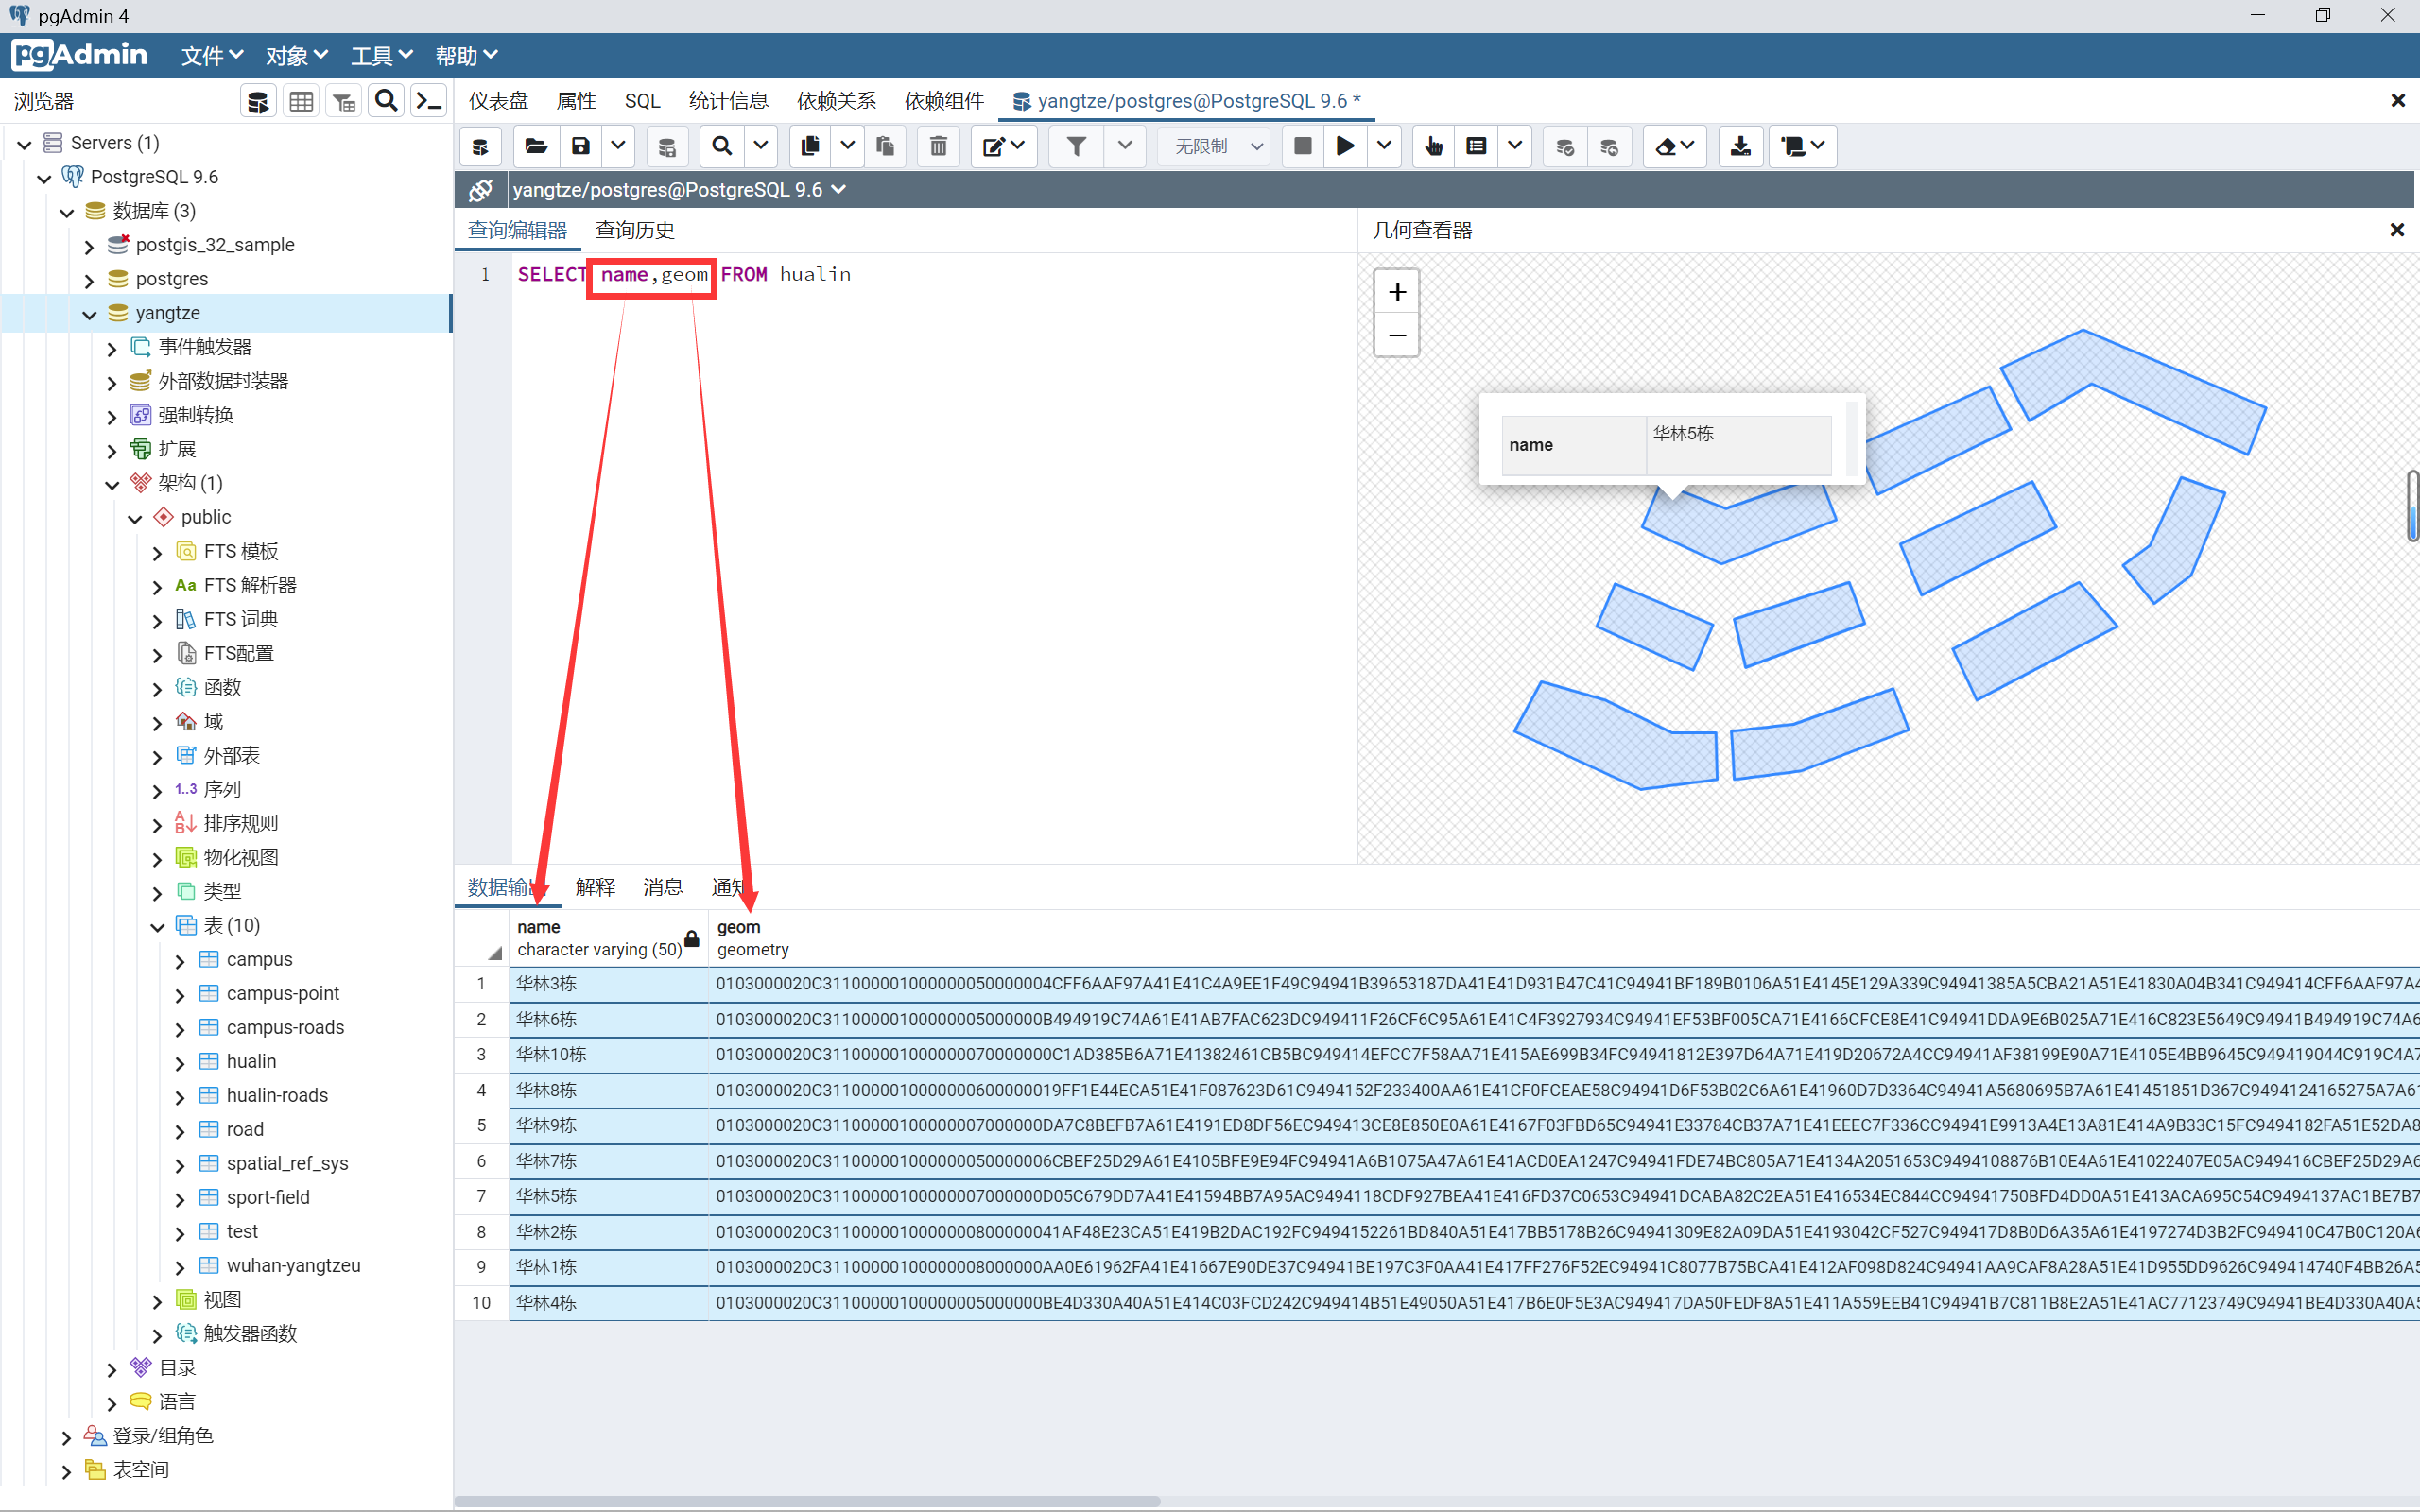 pgAdmin 4
pgAdmin 文件 对象 工具 帮助
浏览器
仪表盘 属性 SQL 统计信息 依赖关系 依赖组件 yangtze/postgres@PostgreSQL 9.6 *
无限制
yangtze/postgres@PostgreSQL 9.6
Servers (1)
PostgreSQL 9.6
数据库 (3)
postgis_32_sample
postgres
yangtze
事件触发器
外部数据封装器
强制转换
扩展
架构 (1)
public
FTS 模板
Aa FTS 解析器
FTS 词典
FTS配置
函数
域
外部表
1..3 序列
排序规则
物化视图
类型
表 (10)
campus
campus-point
campus-roads
hualin
hualin-roads
road
spatial_ref_sys
sport-field
test
wuhan-yangtzeu
视图
触发器函数
目录
语言
登录/组角色
表空间
查询编辑器 查询历史
1 SELECT name,geom FROM hualin
几何查看器
+
−
name 华林5栋
数据输出 解释 消息 通知
name
character varying (50)
geom
geometry
1 华林3栋
2 华林6栋
3 华林10栋
4 华林8栋
5 华林9栋
6 华林7栋
7 华林5栋
8 华林2栋
9 华林1栋
10 华林4栋